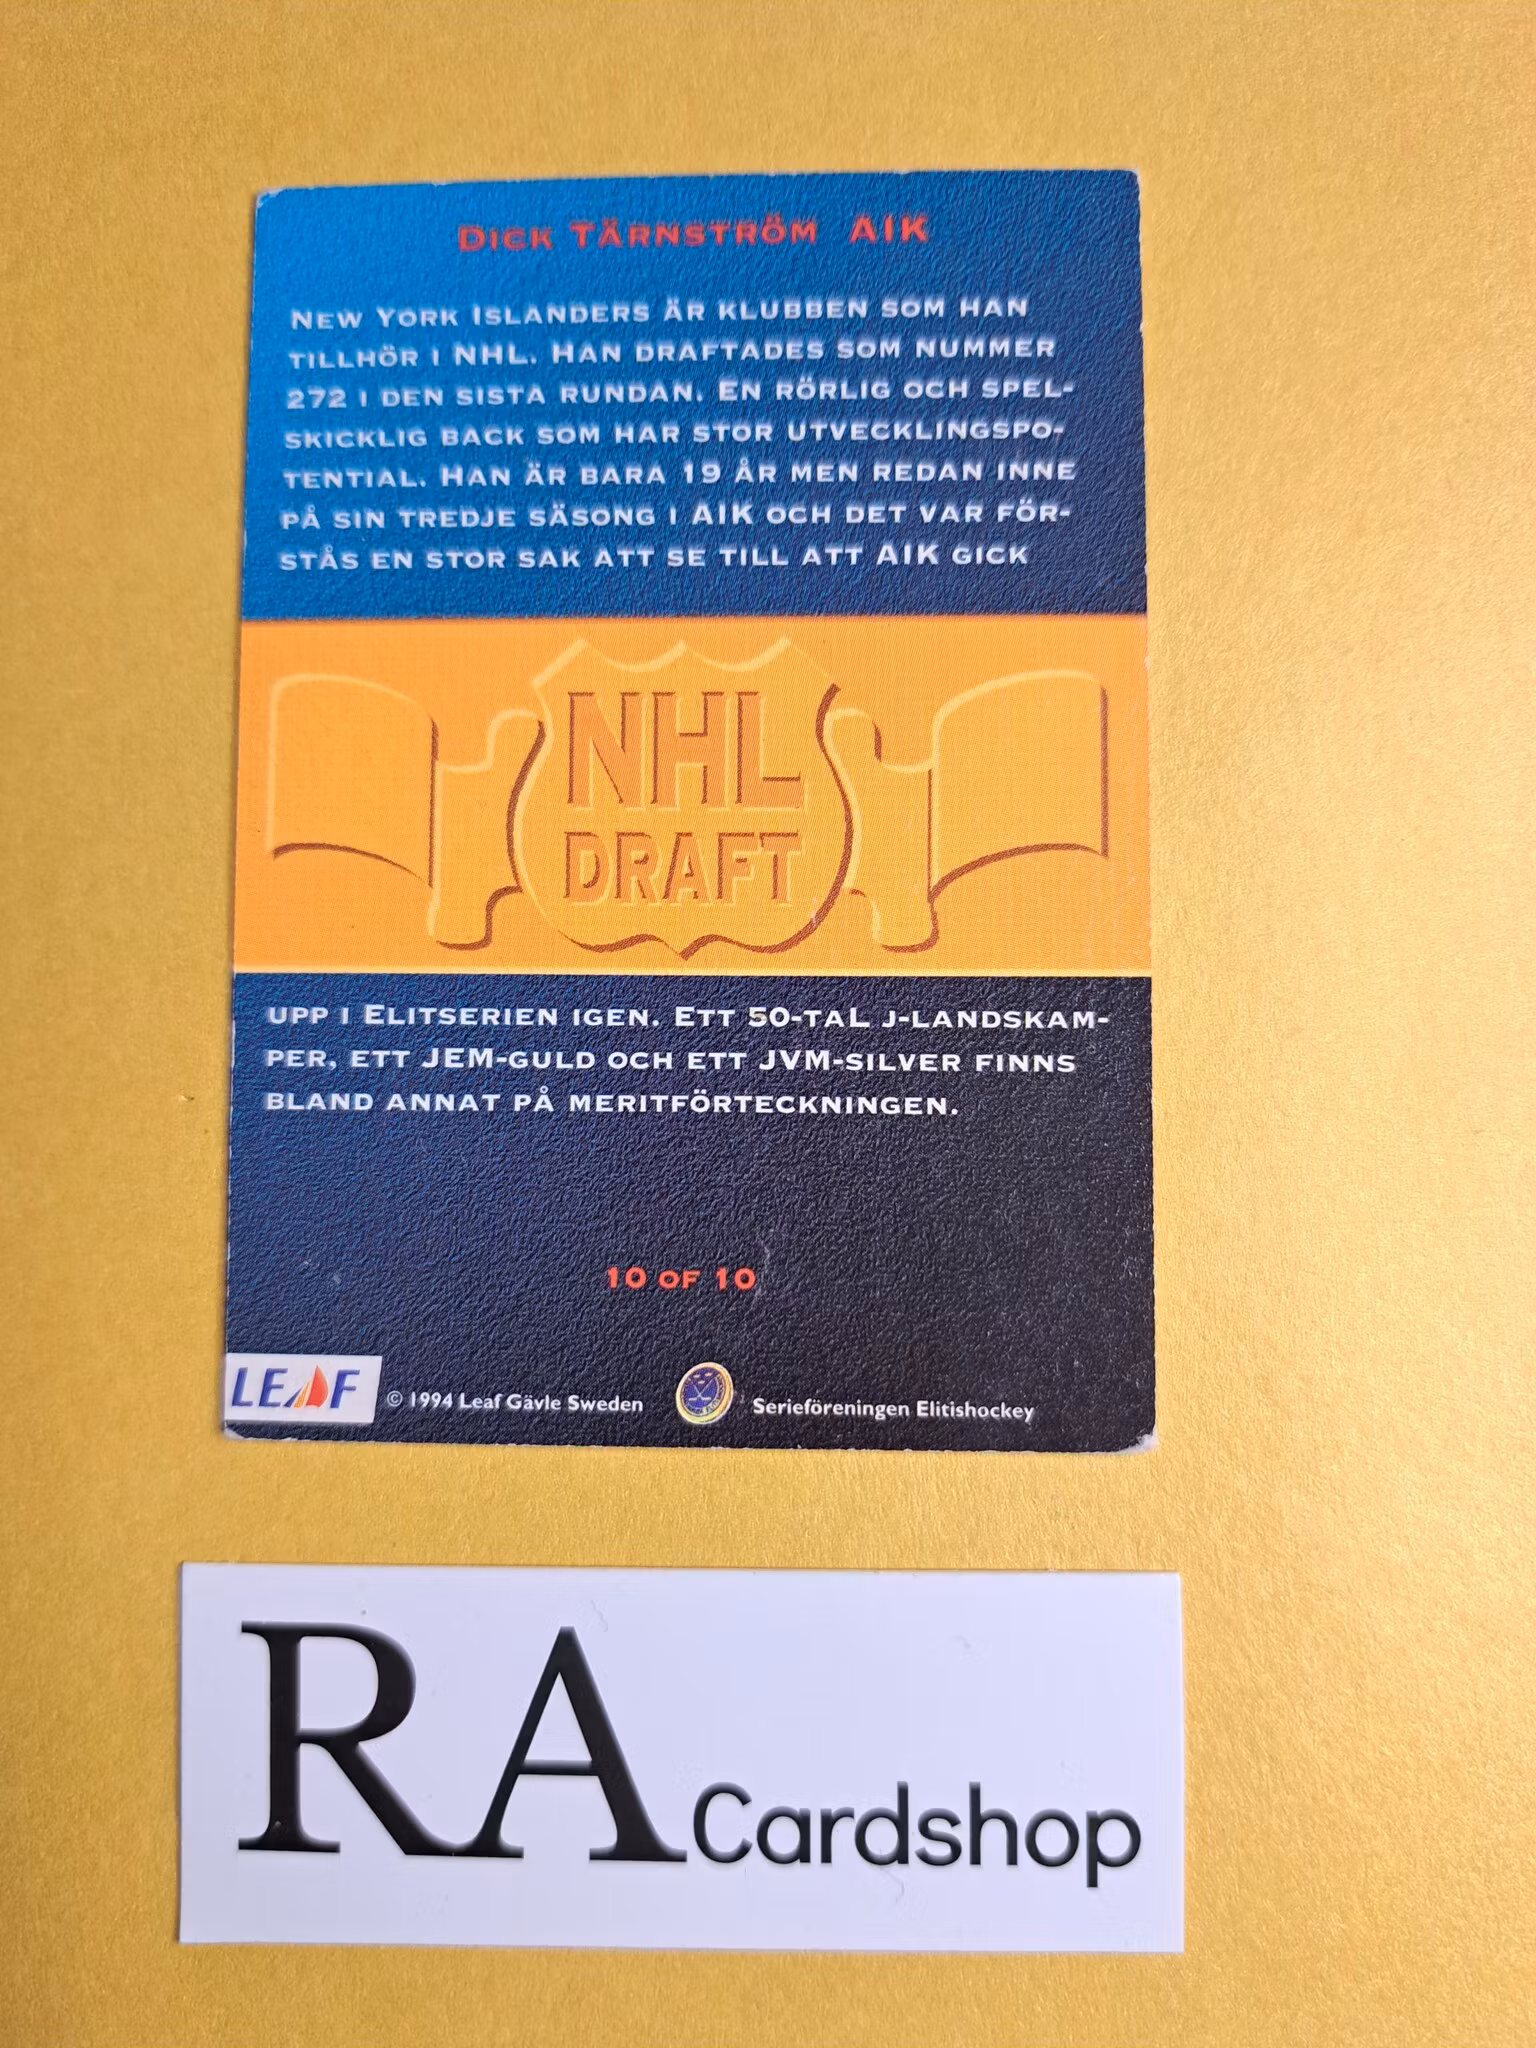 Dick Tärnström AIK
New York Islanders är klubben som han
tillhör i NHL. Han draftades som nummer
272 i den sista rundan. En rörlig och spel-
skicklig back som har stor utvecklingspo-
tential. Han är bara 19 år men redan inne
på sin tredje säsong i AIK och det var för-
stås en stor sak att se till att AIK gick
NHL
DRAFT
upp i Elitserien igen. Ett 50-taL j-landskam-
per, ett JEM-guld och ett JVM-silver finns
bland annat på meritförteckningen.
10 of 10
LEAF © 1994 Leaf Gävle Sweden Serieföreningen Elitishockey
RA Cardshop